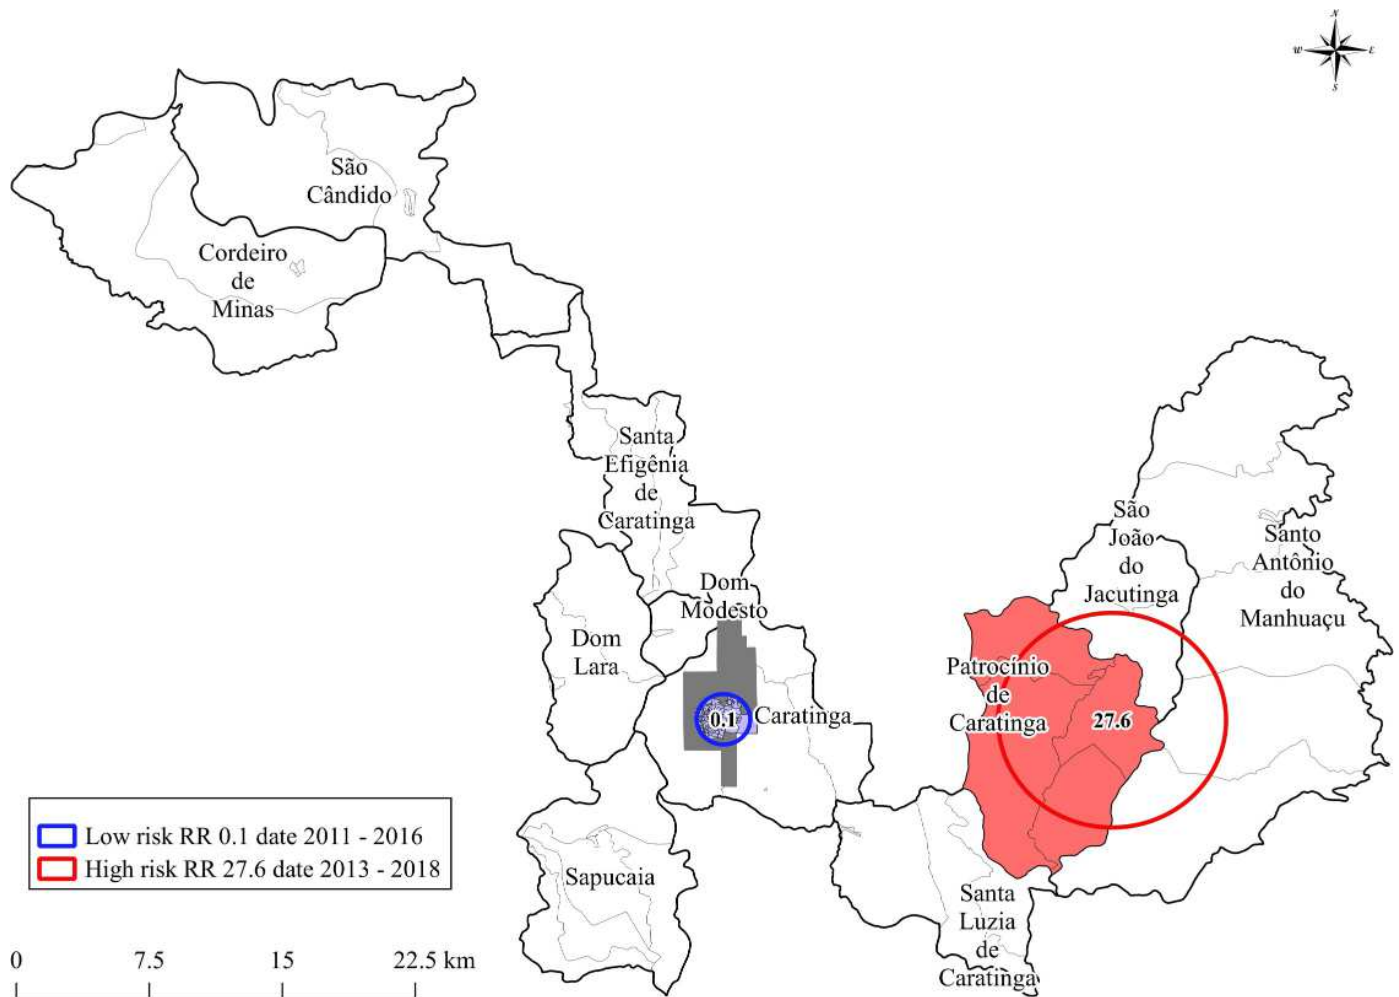 N
W
E
S
São
Cândido
Cordeiro
de
Minas
Santa
Efigênia
de
Caratinga
Dom
Modesto
Dom
Lara
0.1
Caratinga
Sapucaia
São
João
do
Jacutinga
Santo
Antônio
do
Manhuaçu
Patrocínio
de
Caratinga
27.6
Santa
Luzia
de
Caratinga
Low risk RR 0.1 date 2011 - 2016
High risk RR 27.6 date 2013 - 2018
0 7.5 15 22.5 km